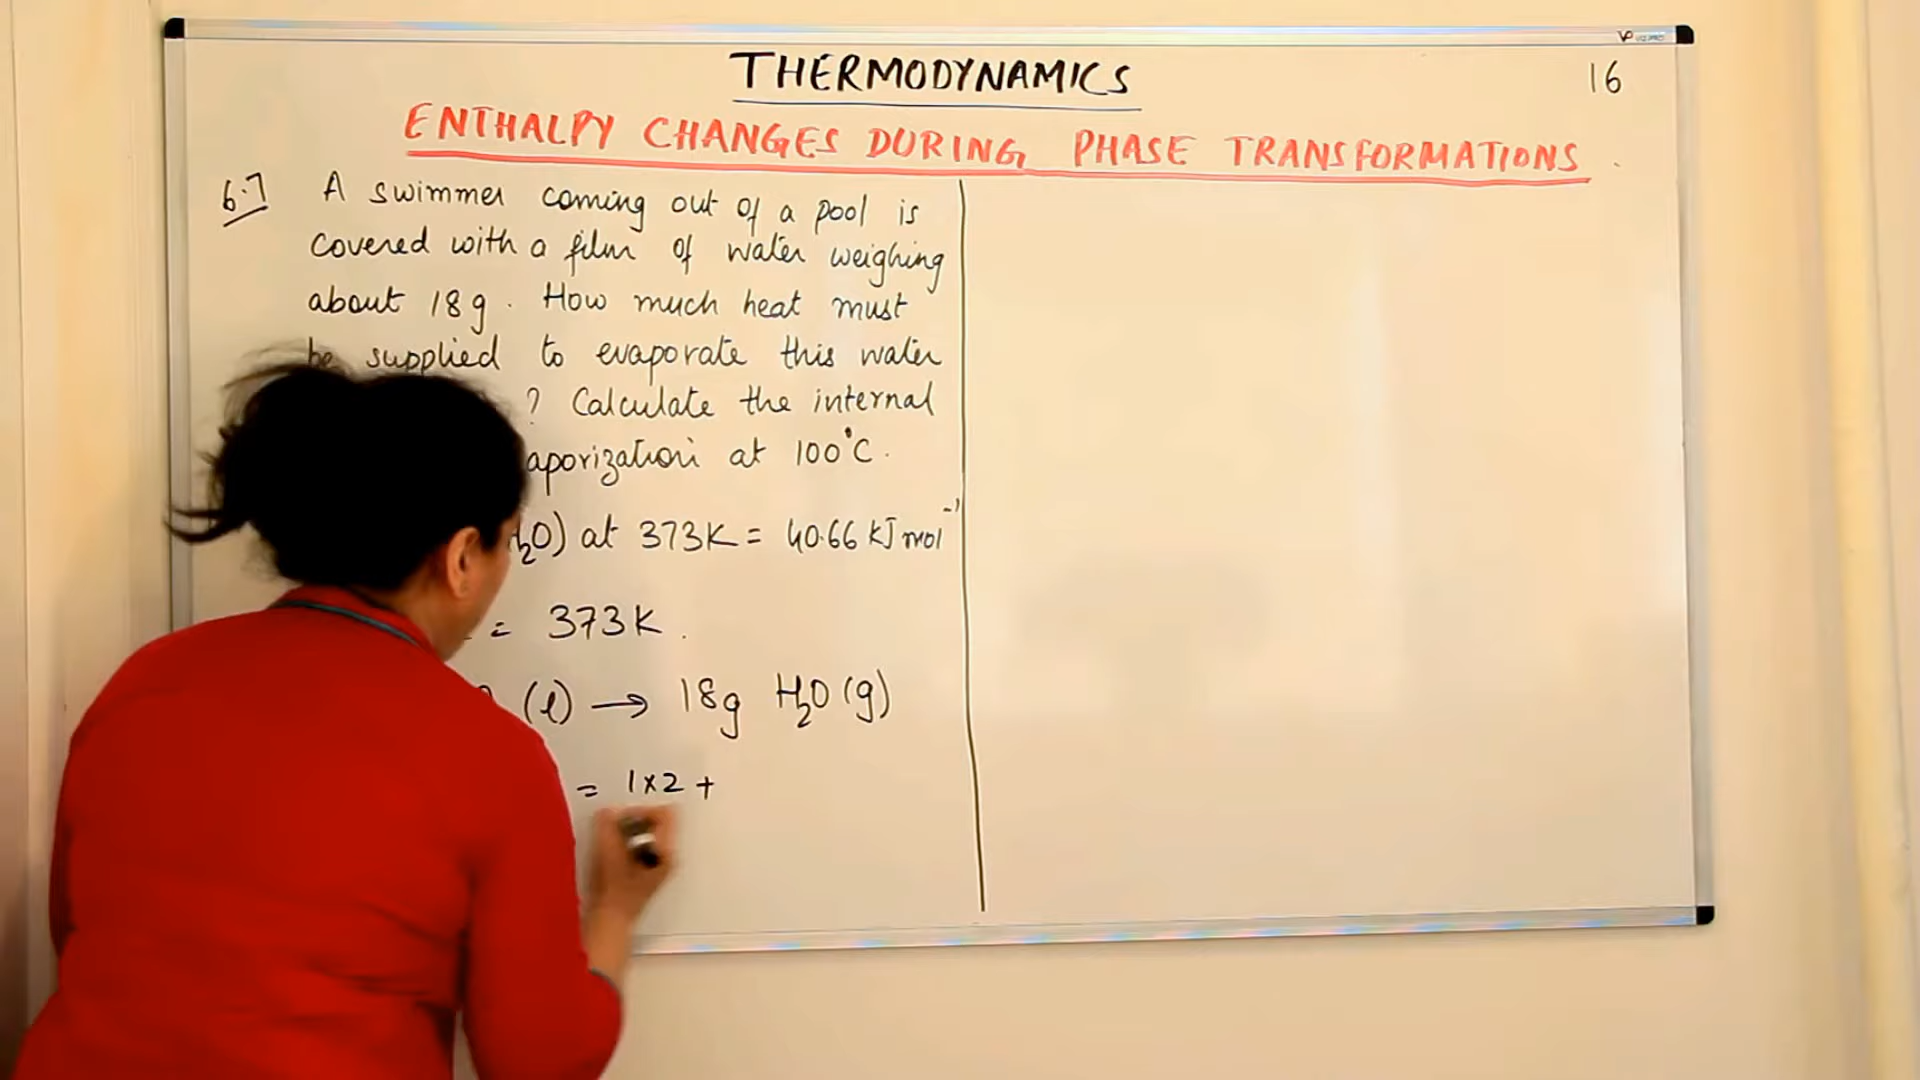 THERMODYNAMICS
16
ENTHALPY CHANGES DURING PHASE TRANSFORMATIONS
6.7 A swimmer coming out of a pool is
covered with a film of water weighing
about 18g. How much heat must
be supplied to evaporate this water
? Calculate the internal
aporization at 100°C.
H₂O) at 373K = 40.66 kJ mol⁻¹
= 373K.
(l) → 18g H₂O (g)
= 1×2 +